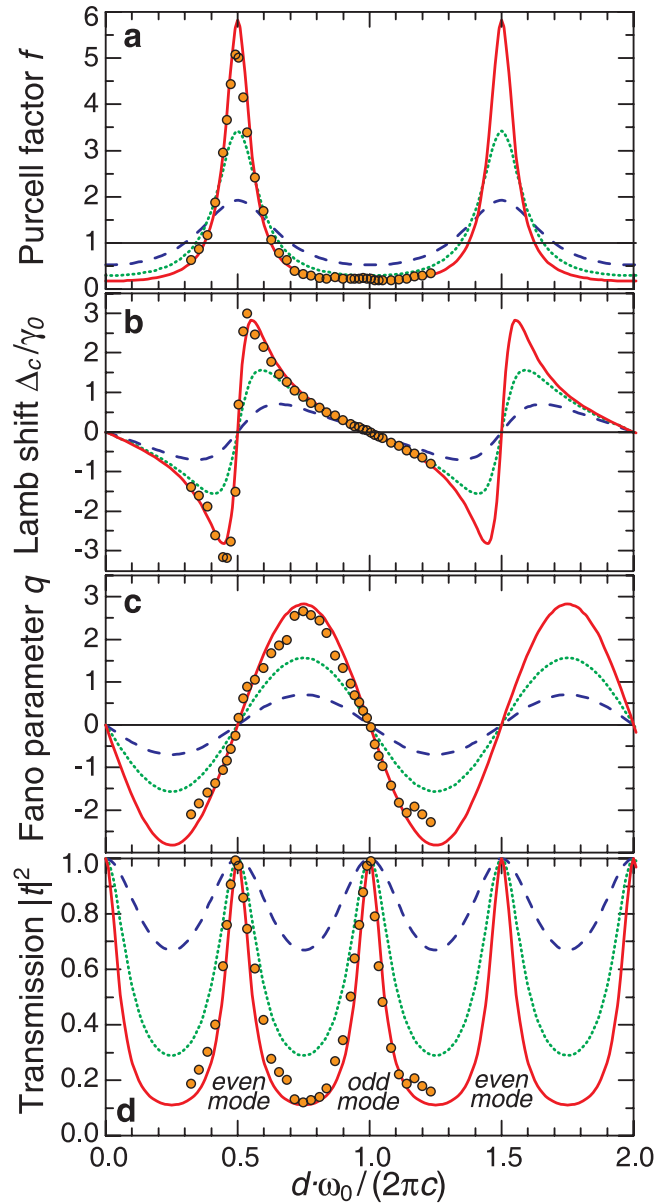 a
Purcell factor f
6
5
4
3
2
1
0
b
Lamb shift Δc/γ0
3
2
1
0
-1
-2
-3
c
Fano parameter q
3
2
1
0
-1
-2
d
Transmission |t|²
1.0
0.8
0.6
0.4
0.2
0.0
even mode
odd mode
even mode
0.0 0.5 1.0 1.5 2.0
d·ω0/(2πc)